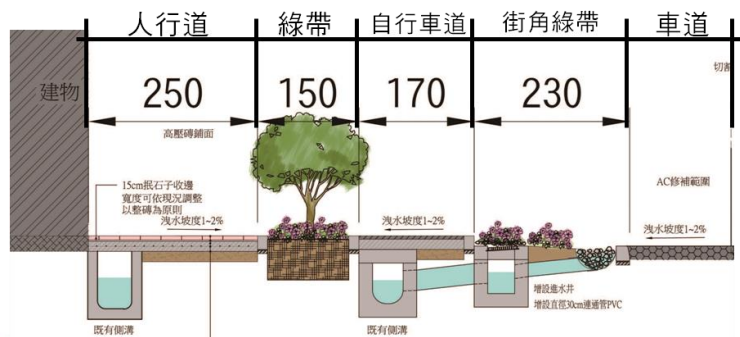 人行道
綠帶
自行車道
街角綠帶
車道
建物
250
150
170
230
高壓磚鋪面
15cm抿石子收邊
寬度可依現況調整
以整磚為原則
洩水坡度1~2%
洩水坡度1~2%
AC修補範圍
洩水坡度1~2%
增設進水井
增設直徑30cm連通管PVC
既有側溝
既有側溝